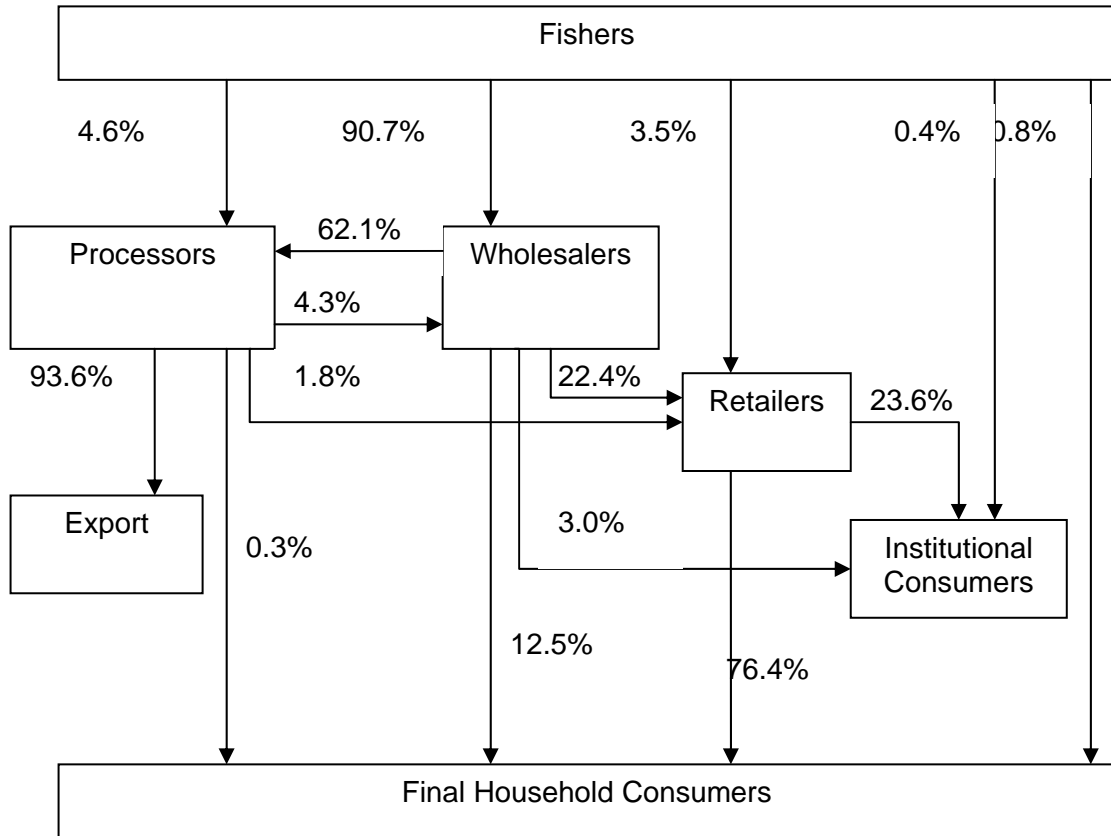 Fishers
4.6%
90.7%
3.5%
0.4%
0.8%
Processors
62.1%
Wholesalers
4.3%
93.6%
1.8%
22.4%
Retailers
23.6%
Export
0.3%
3.0%
Institutional
Consumers
12.5%
76.4%
Final Household Consumers